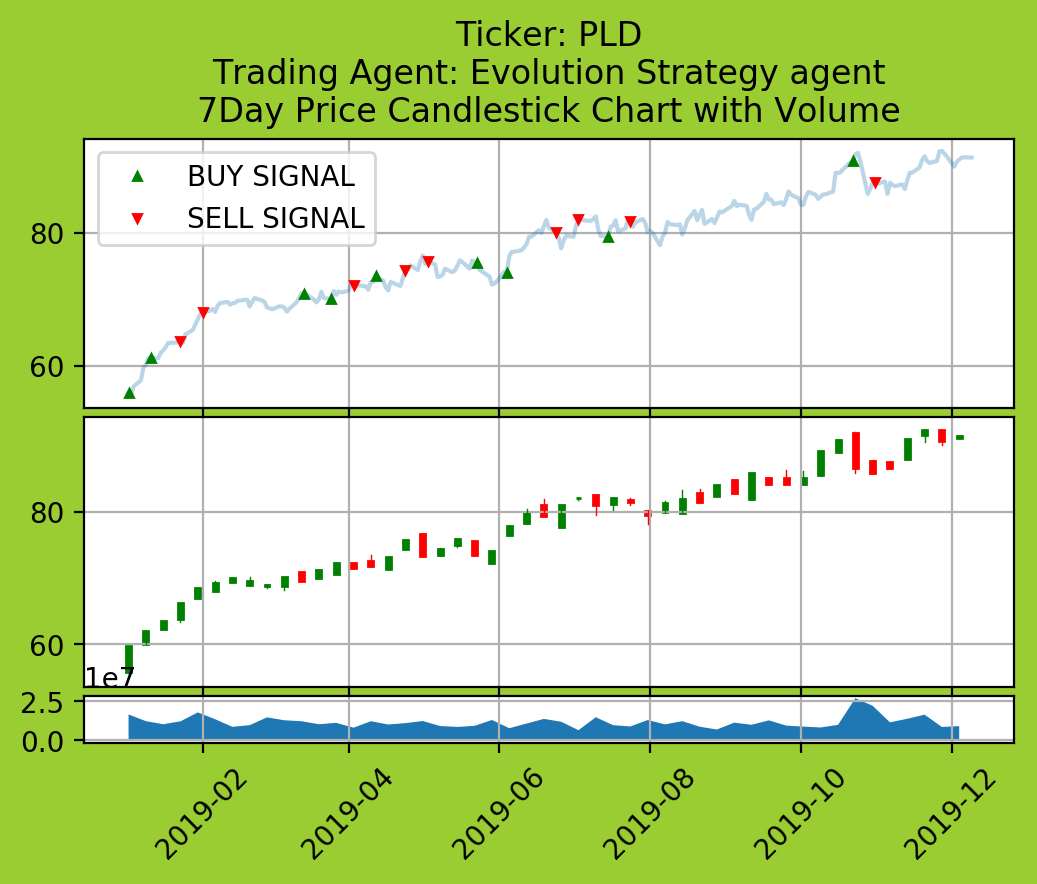 Ticker: PLD
Trading Agent: Evolution Strategy agent
7Day Price Candlestick Chart with Volume
BUY SIGNAL
SELL SIGNAL
80
60
80
60
1e7
2.5
0.0
2019-02
2019-04
2019-06
2019-08
2019-10
2019-12